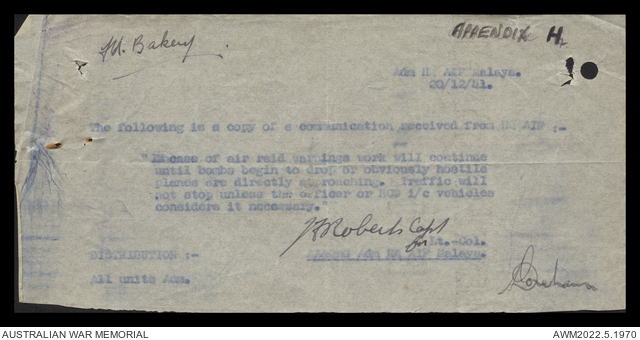 APPENDIX H
Fd. Bakery.
Adm HQ AIF Malaya.
20/12/41.
The following is a copy of a communication received from HQ AIF :-
"In case of air raid warnings work will continue
until bombs begin to drop or obviously hostile
planes are directly approaching. Traffic will
not stop unless the officer or NCO i/c vehicles
considers it necessary."
Roberts Capt
for Lt.-Col.
Adm HQ AIF Malaya.
DISTRIBUTION :-
All units Adm.
AUSTRALIAN WAR MEMORIAL
AWM2022.5.1970